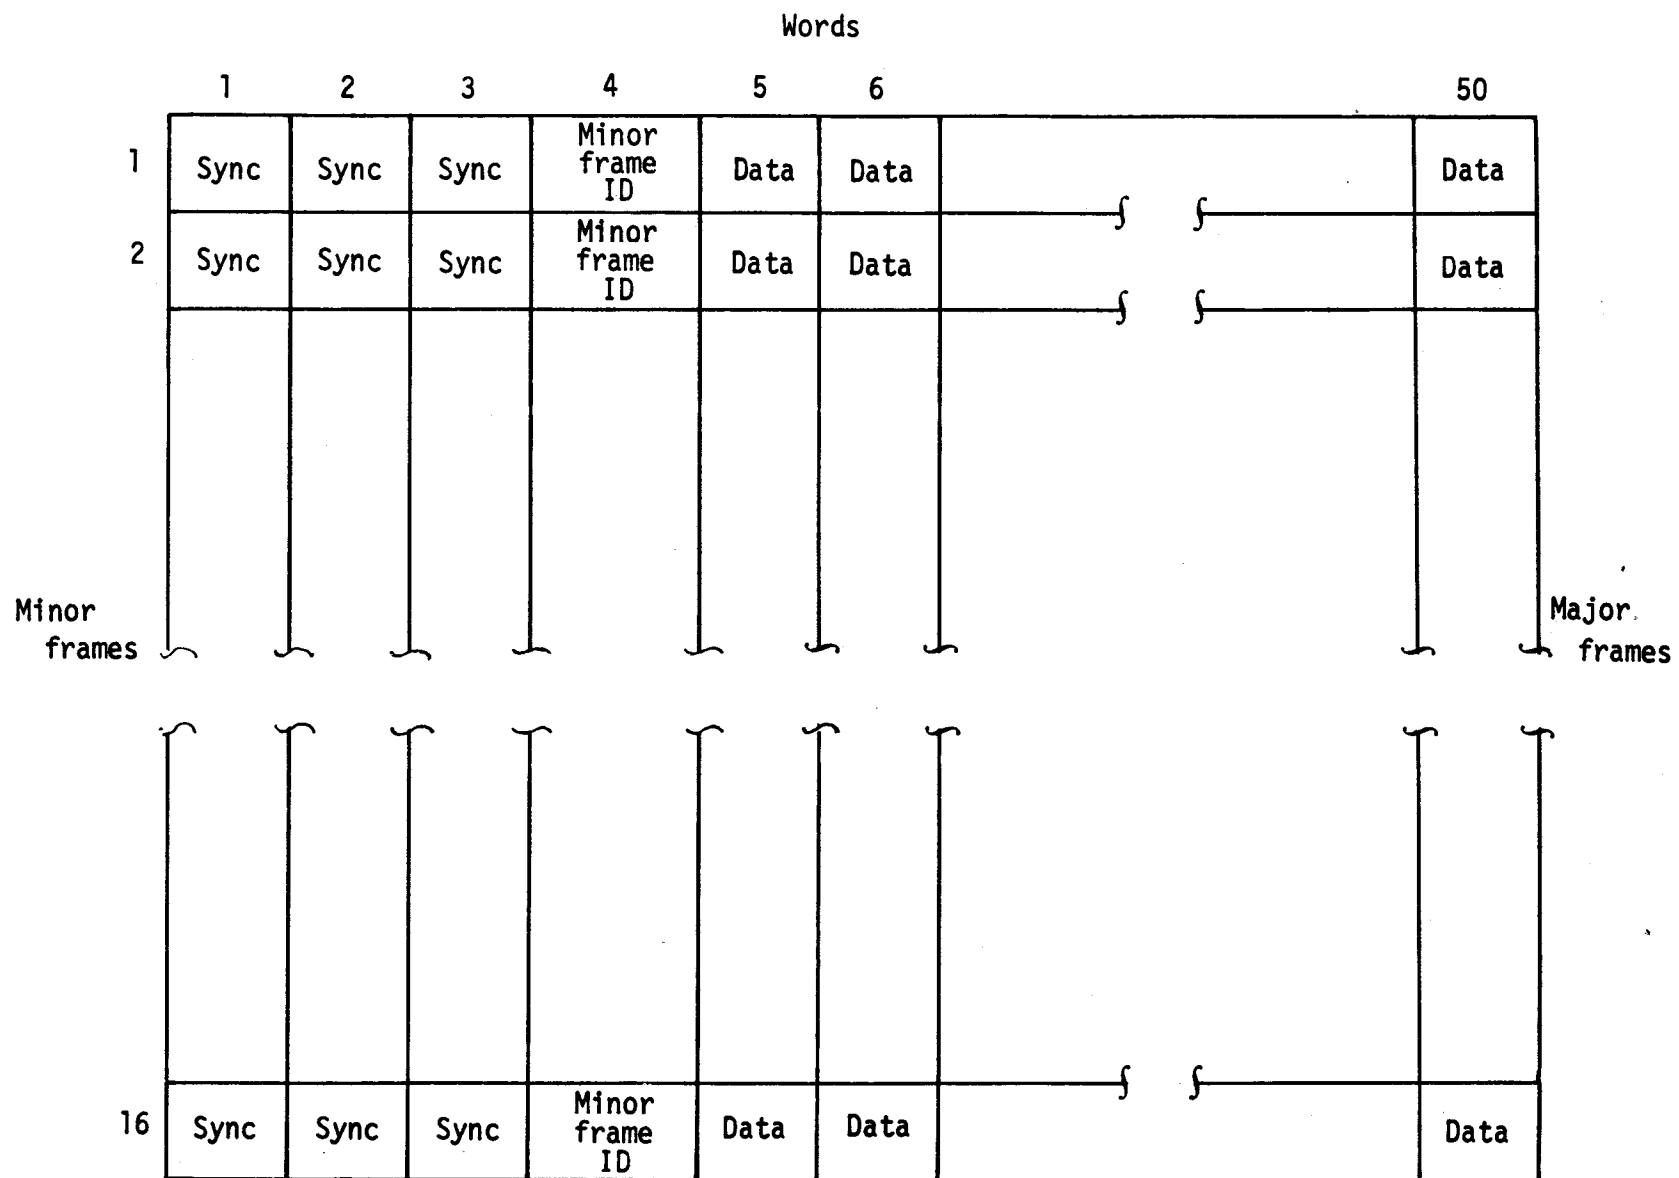 Words
1 2 3 4 5 6 50
1 Sync Sync Sync Minor frame ID Data Data Data
2 Sync Sync Sync Minor frame ID Data Data Data
Minor frames
Major frames
16 Sync Sync Sync Minor frame ID Data Data Data